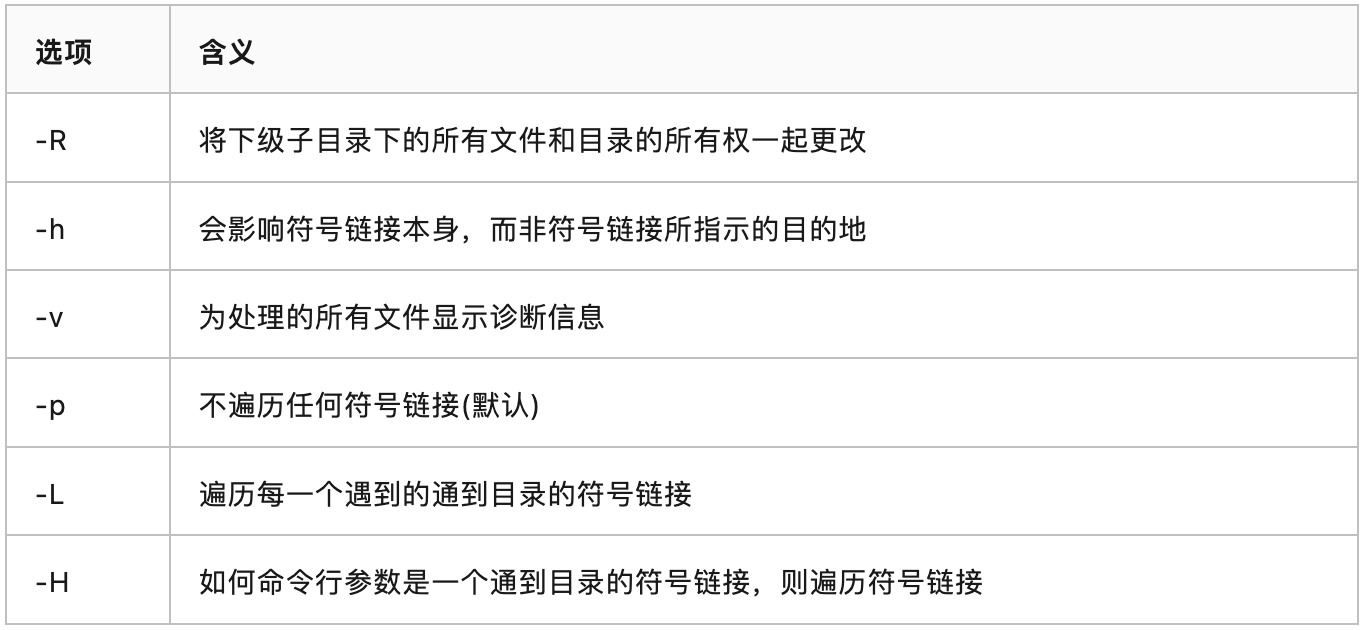 选项 含义
-R 将下级子目录下的所有文件和目录的所有权一起更改
-h 会影响符号链接本身，而非符号链接所指示的目的地
-v 为处理的所有文件显示诊断信息
-p 不遍历任何符号链接(默认)
-L 遍历每一个遇到的通到目录的符号链接
-H 如何命令行参数是一个通到目录的符号链接，则遍历符号链接